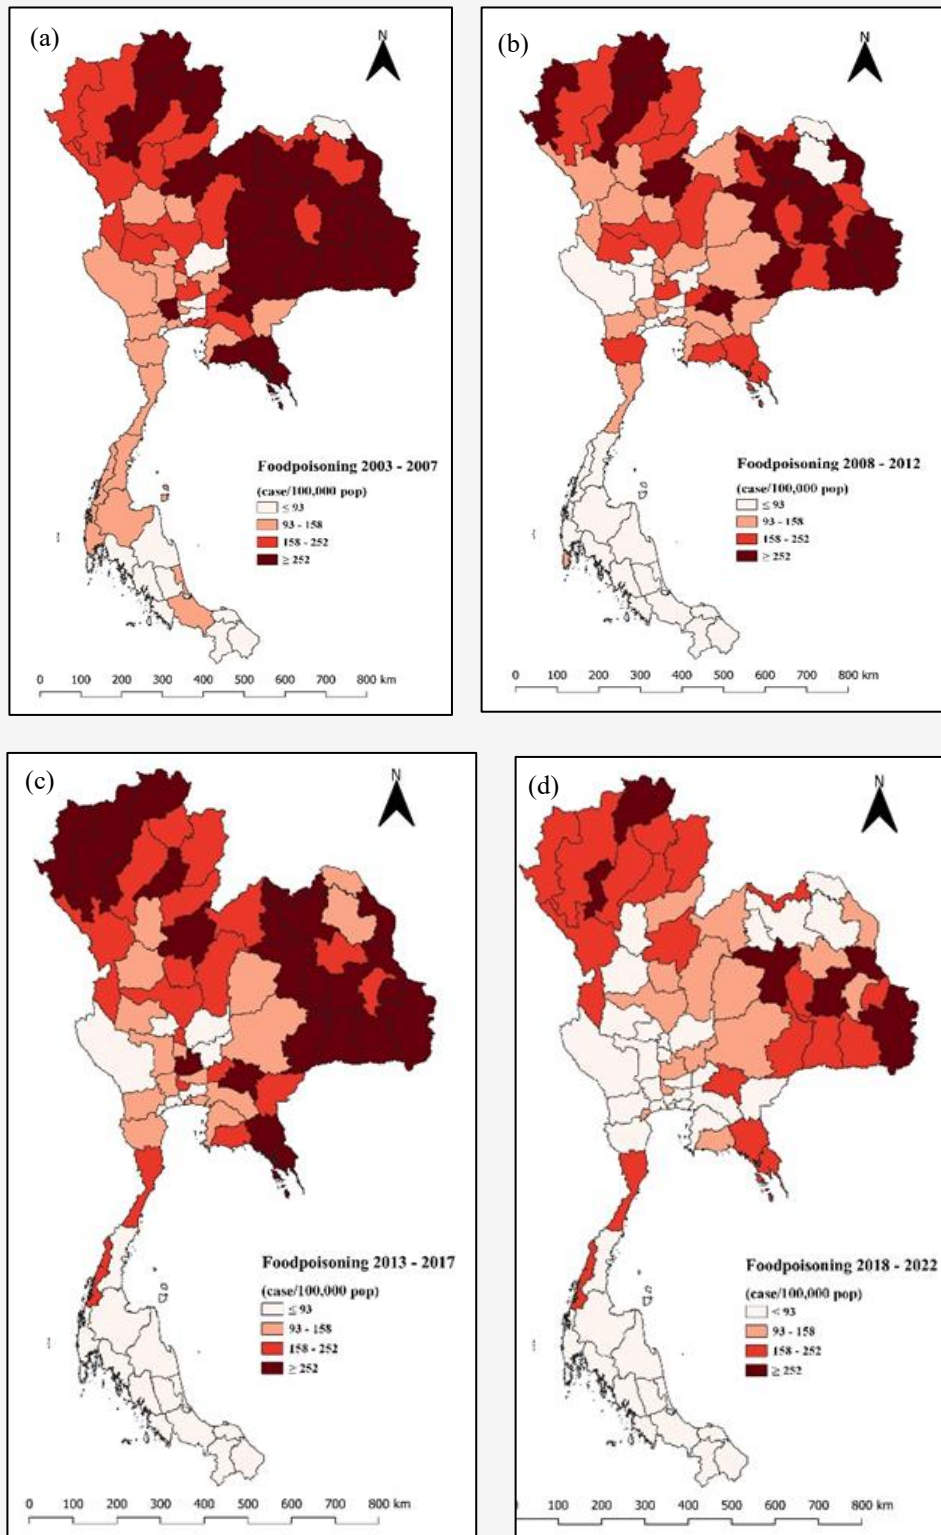 (a)
N
Foodpoisoning 2003 - 2007
(case/100,000 pop)
≤ 93
93 - 158
158 - 252
≥ 252
0 100 200 300 400 500 600 700 800 km
(b)
N
Foodpoisoning 2008 - 2012
(case/100,000 pop)
≤ 93
93 - 158
158 - 252
≥ 252
0 100 200 300 400 500 600 700 800 km
(c)
N
Foodpoisoning 2013 - 2017
(case/100,000 pop)
≤ 93
93 - 158
158 - 252
≥ 252
0 100 200 300 400 500 600 700 800 km
(d)
N
Foodpoisoning 2018 - 2022
(case/100,000 pop)
< 93
93 - 158
158 - 252
≥ 252
0 100 200 300 400 500 600 700 800 km